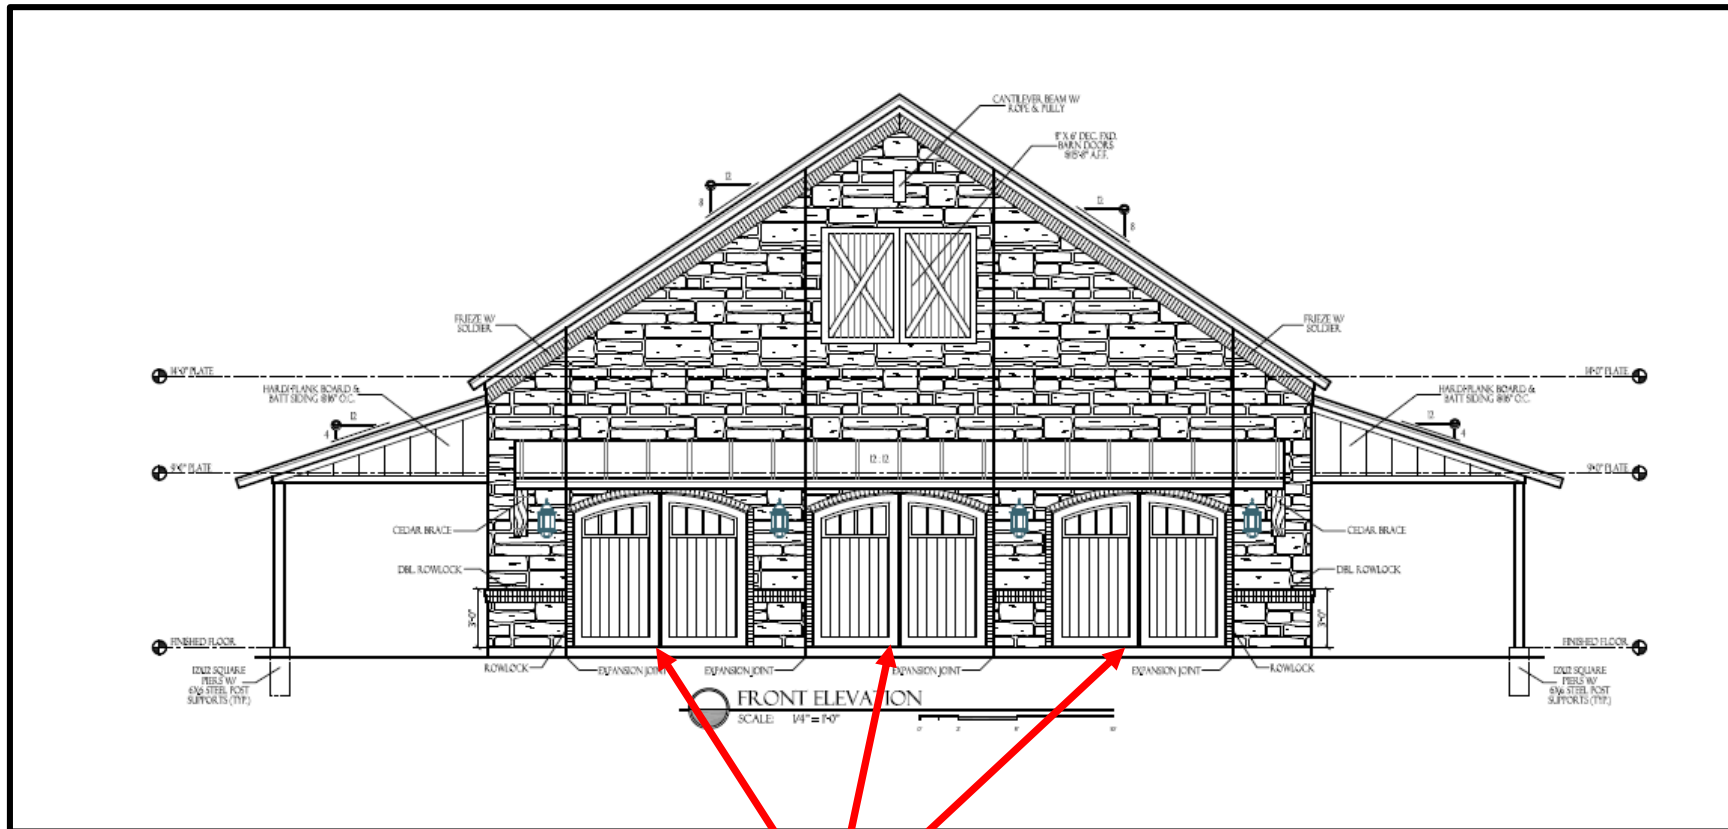 CANTILEVER BEAM W/
ROPE & PULLY
8" X 6' DEC. FXD.
BARN DOORS
A.F.F.
12
8
12
8
FRIEZE W/
SOLDIER
FRIEZE W/
SOLDIER
14'-0" PLATE
14'-0" PLATE
HARDI-PLANK BOARD &
BATT SIDING @16" O.C.
HARDI-PLANK BOARD &
BATT SIDING @16" O.C.
12
4
12
4
9'-0" PLATE
12 : 12
9'-0" PLATE
CEDAR BRACE
CEDAR BRACE
DBL. ROWLOCK
DBL. ROWLOCK
3'-0"
3'-0"
FINISHED FLOOR
FINISHED FLOOR
ROWLOCK
EXPANSION JOINT
EXPANSION JOINT
EXPANSION JOINT
EXPANSION JOINT
ROWLOCK
12X12 SQUARE
PIERS W/
6X6 STEEL POST
SUPPORTS (TYP.)
12X12 SQUARE
PIERS W/
6X6 STEEL POST
SUPPORTS (TYP.)
FRONT ELEVATION
SCALE: 1/4" = 1'-0"